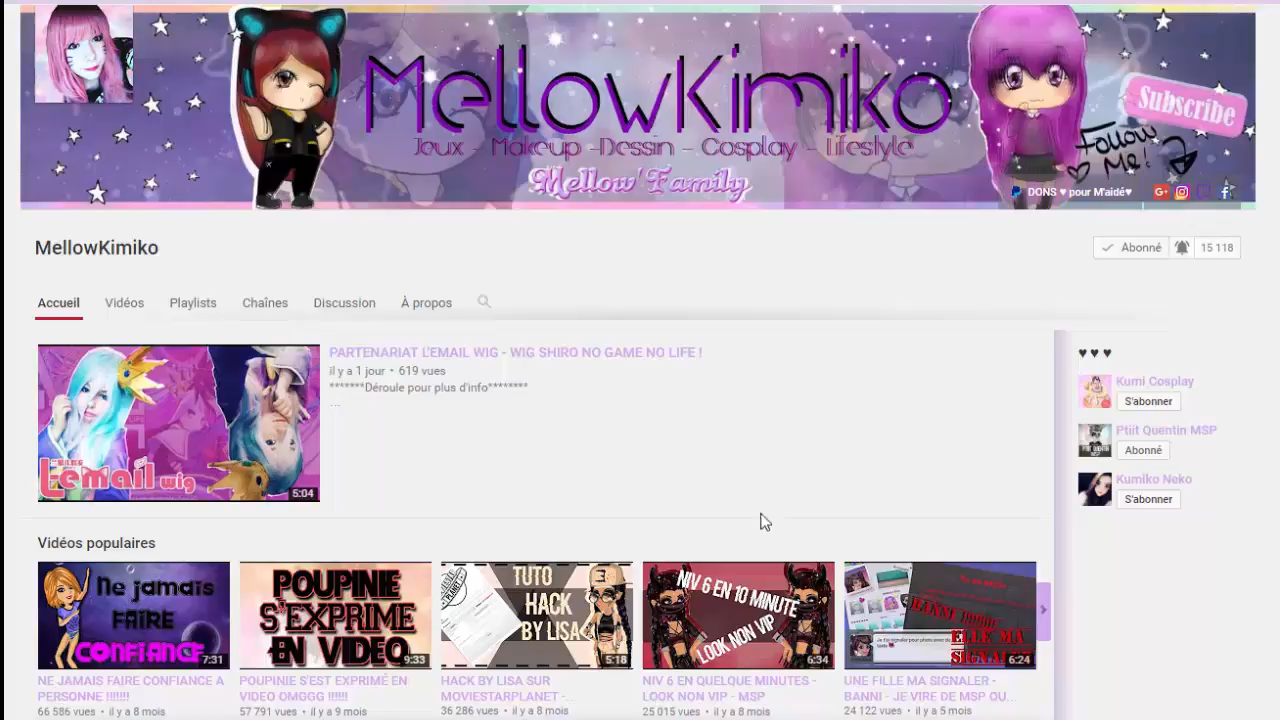 MellowKimiko
Jeux - Makeup -Dessin - Cosplay - Lifestyle
Mellow'Family
Subscribe
Follow
Me!
DONS ♥ pour M'aidé♥
MellowKimiko
Abonné 15 118
Accueil Vidéos Playlists Chaînes Discussion À propos
PARTENARIAT L'EMAIL WIG - WIG SHIRO NO GAME NO LIFE !
il y a 1 jour • 619 vues
*******Déroule pour plus d'info********
...
L'email wig
5:04
♥ ♥ ♥
Kumi Cosplay
S'abonner
Ptiit Quentin MSP
Abonné
Kumiko Neko
S'abonner
Vidéos populaires
Ne jamais
FAIRE
CONFIANCE
7:31
NE JAMAIS FAIRE CONFIANCE A
PERSONNE !!!!!!!
66 586 vues • il y a 8 mois
POUPINIE
S'EXPRIME
EN VIDEO
9:33
POUPINIE S'EST EXPRIMÉ EN
VIDEO OMGGG !!!!!!
57 791 vues • il y a 9 mois
TUTO
HACK
BY LISA
5:18
HACK BY LISA SUR
MOVIESTARPLANET -...
36 286 vues • il y a 8 mois
NIV 6 EN 10 MINUTE
LOOK NON VIP
6:34
NIV 6 EN QUELQUE MINUTES -
LOOK NON VIP - MSP
25 015 vues • il y a 8 mois
ELLE MA
6:24
UNE FILLE MA SIGNALER -
BANNI - JE VIRE DE MSP OU...
24 122 vues • il y a 5 mois